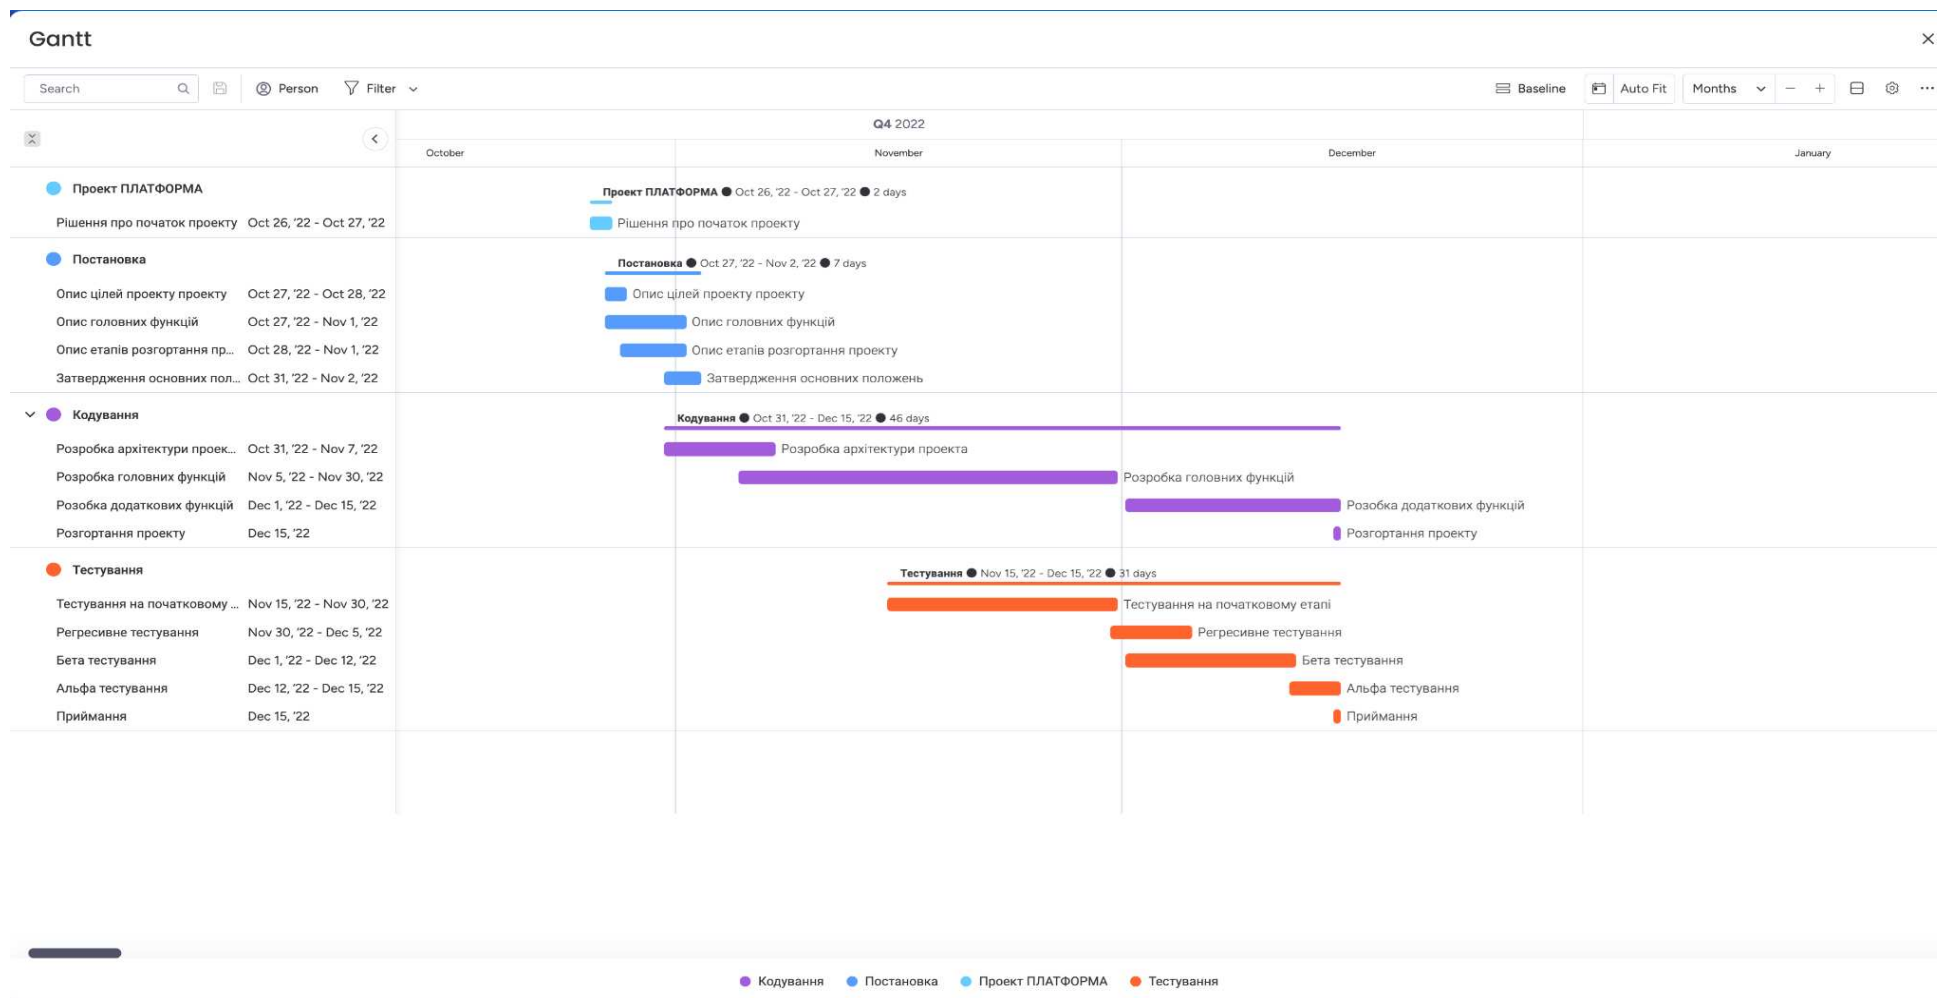 Gantt
Search Person Filter Baseline Auto Fit Months
Q4 2022
October November December January
Проект ПЛАТФОРМА
Проект ПЛАТФОРМА ● Oct 26, '22 - Oct 27, '22 ● 2 days
Рішення про початок проекту Oct 26, '22 - Oct 27, '22 Рішення про початок проекту
Постановка
Постановка ● Oct 27, '22 - Nov 2, '22 ● 7 days
Опис цілей проекту проекту Oct 27, '22 - Oct 28, '22 Опис цілей проекту проекту
Опис головних функцій Oct 27, '22 - Nov 1, '22 Опис головних функцій
Опис етапів розгортання пр... Oct 28, '22 - Nov 1, '22 Опис етапів розгортання проекту
Затвердження основних пол... Oct 31, '22 - Nov 2, '22 Затвердження основних положень
Кодування
Кодування ● Oct 31, '22 - Dec 15, '22 ● 46 days
Розробка архітектури проек... Oct 31, '22 - Nov 7, '22 Розробка архітектури проекта
Розробка головних функцій Nov 5, '22 - Nov 30, '22 Розробка головних функцій
Розобка додаткових функцій Dec 1, '22 - Dec 15, '22 Розобка додаткових функцій
Розгортання проекту Dec 15, '22 Розгортання проекту
Тестування
Тестування ● Nov 15, '22 - Dec 15, '22 ● 31 days
Тестування на початковому ... Nov 15, '22 - Nov 30, '22 Тестування на початковому етапі
Регресивне тестування Nov 30, '22 - Dec 5, '22 Регресивне тестування
Бета тестування Dec 1, '22 - Dec 12, '22 Бета тестування
Альфа тестування Dec 12, '22 - Dec 15, '22 Альфа тестування
Приймання Dec 15, '22 Приймання
Кодування Постановка Проект ПЛАТФОРМА Тестування